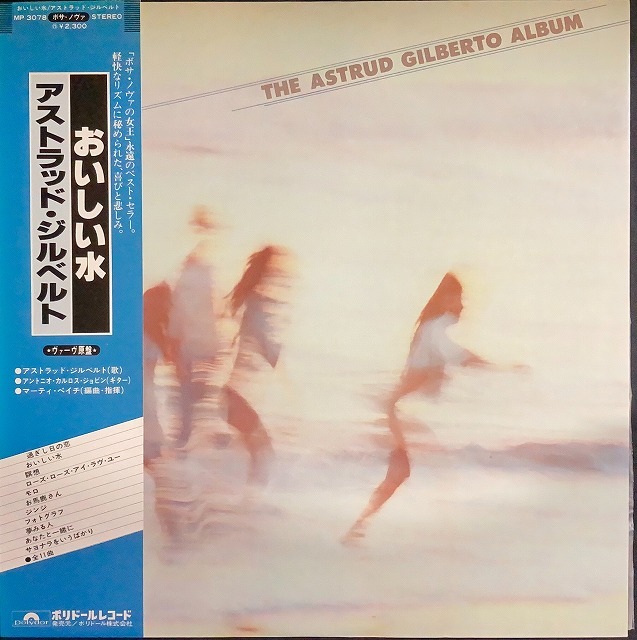 おいしい水/アストラッド・ジルベルト
MP 3078 ボサ・ノヴァ STEREO
¥2,300
THE ASTRUD GILBERTO ALBUM
「ボサ・ノヴァの女王」永遠のベスト・セラー。
軽快なリズムに秘められた、喜びと悲しみ。
おいしい水
アストラッド・ジルベルト
★ヴァーヴ原盤★
●アストラッド・ジルベルト(歌)
●アントニオ・カルロス・ジョビン(ギター)
●マーティ・ペイチ(編曲・指揮)
過ぎし日の恋
おいしい水
瞑想
ローズ・ローズ・アイ・ラヴ・ユー
モロ
お馬鹿さん
ジンジ
フォトグラフ
夢みる人
あなたと一緒に
サヨナラをいうばかり
●全11曲
polydor
ポリドールレコード
発売元/ポリドール株式会社